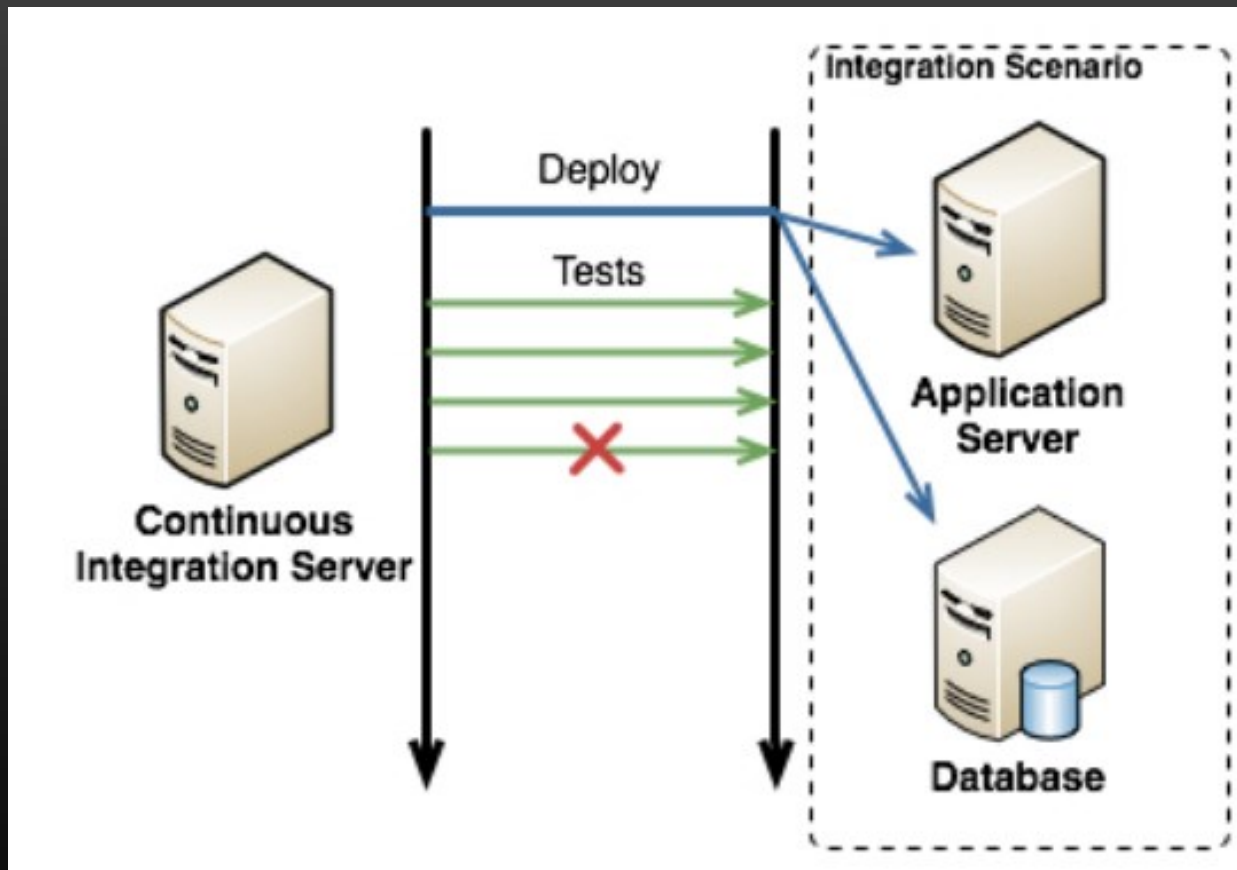 Integration Scenario
Deploy
Tests
Application
Server
Continuous
Integration Server
Database